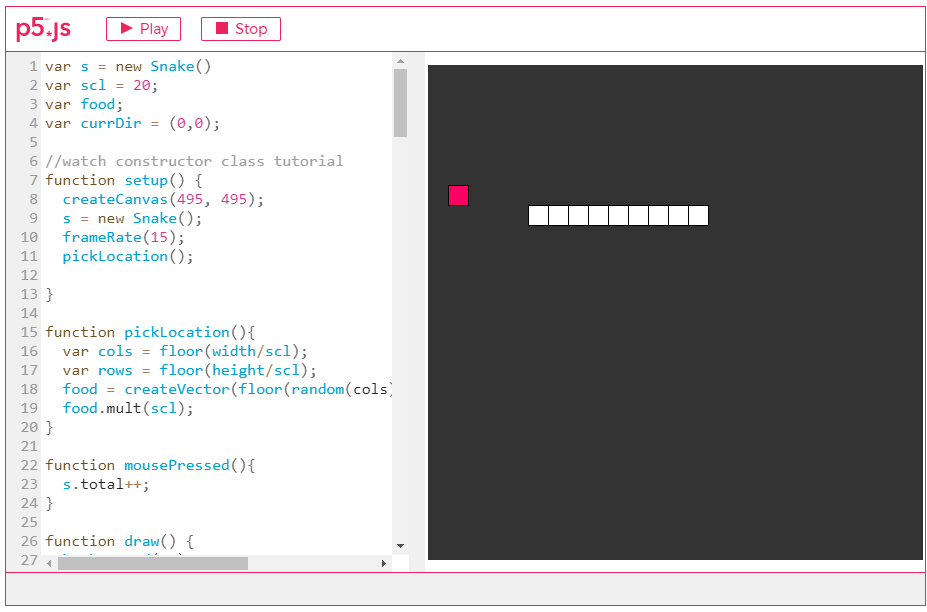 p5.js
Play
Stop
1 var s = new Snake()
2 var scl = 20;
3 var food;
4 var currDir = (0,0);
5
6 //watch constructor class tutorial
7 function setup() {
8 createCanvas(495, 495);
9 s = new Snake();
10 frameRate(15);
11 pickLocation();
12
13 }
14
15 function pickLocation(){
16 var cols = floor(width/scl);
17 var rows = floor(height/scl);
18 food = createVector(floor(random(cols)
19 food.mult(scl);
20 }
21
22 function mousePressed(){
23 s.total++;
24 }
25
26 function draw() {
27